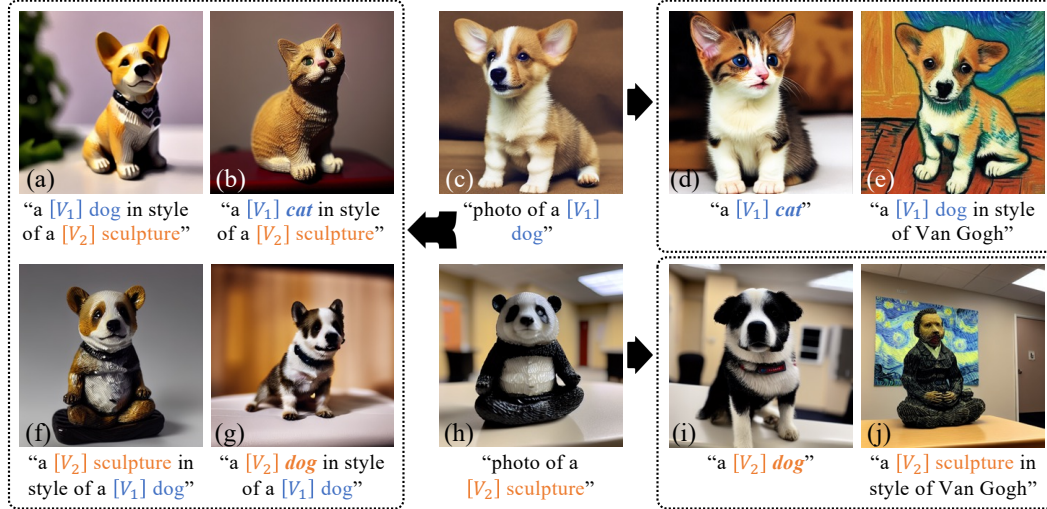 (a)
(b)
(c)
(d)
(e)
“a [V₁] dog in style
of a [V₂] sculpture”
“a [V₁] cat in style
of a [V₂] sculpture”
“photo of a [V₁]
dog”
“a [V₁] cat”
“a [V₁] dog in style
of Van Gogh”
(f)
(g)
(h)
(i)
(j)
“a [V₂] sculpture in
style of a [V₁] dog”
“a [V₂] dog in style
of a [V₁] dog”
“photo of a
[V₂] sculpture”
“a [V₂] dog”
“a [V₂] sculpture in
style of Van Gogh”